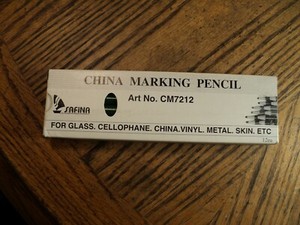 CHINA MARKING PENCIL
SAFINA
Art No. CM7212
FOR GLASS. CELLOPHANE. CHINA.VINYL. METAL. SKIN. ETC